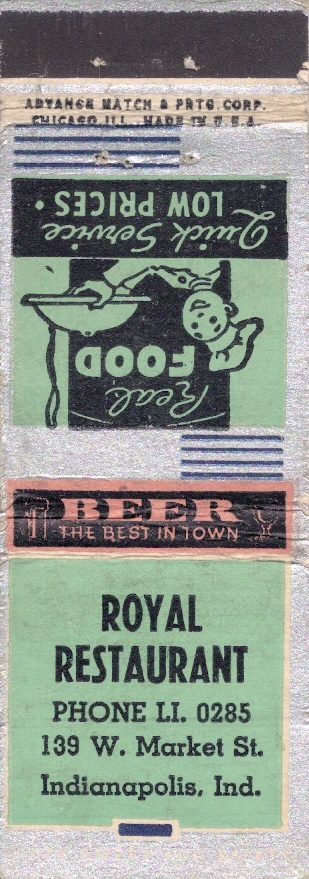 ADVANCE MATCH & PRTG. CORP.
CHICAGO, ILL. MADE IN U.S.A.
Real
FOOD
Quick Service
LOW PRICES •
BEER
THE BEST IN TOWN
ROYAL
RESTAURANT
PHONE LI. 0285
139 W. Market St.
Indianapolis, Ind.